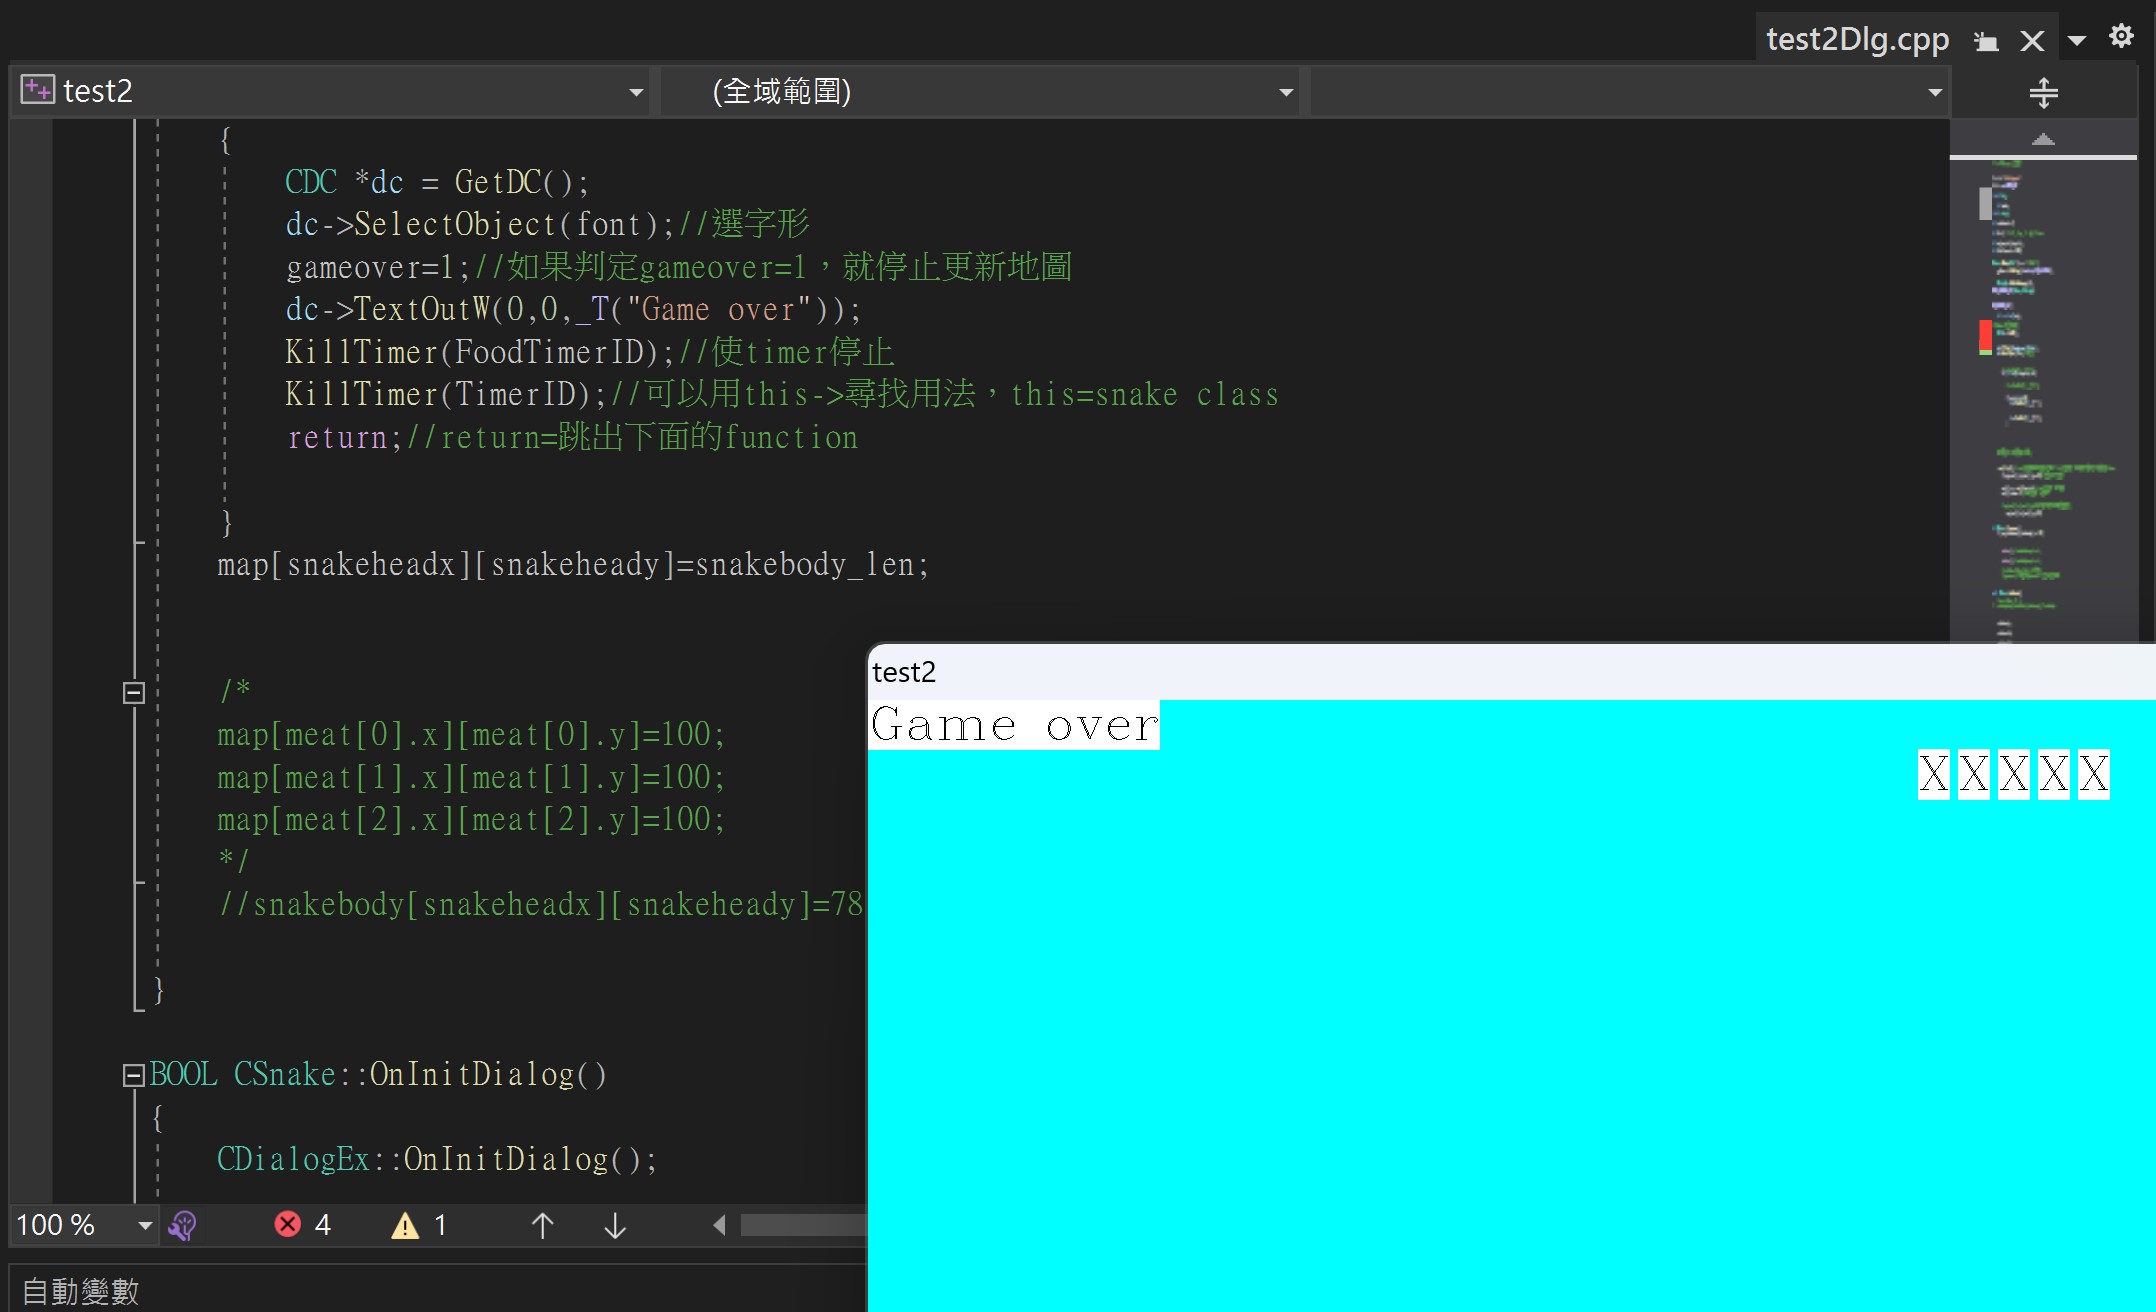 test2Dlg.cpp
test2
(全域範圍)
{
CDC *dc = GetDC();
dc->SelectObject(font);//選字形
gameover=1;//如果判定gameover=1，就停止更新地圖
dc->TextOutW(0,0,_T("Game over"));
KillTimer(FoodTimerID);//使timer停止
KillTimer(TimerID);//可以用this->尋找用法，this=snake class
return;//return=跳出下面的function
}
map[snakeheadx][snakeheady]=snakebody_len;
/*
map[meat[0].x][meat[0].y]=100;
map[meat[1].x][meat[1].y]=100;
map[meat[2].x][meat[2].y]=100;
*/
//snakebody[snakeheadx][snakeheady]=78
}
BOOL CSnake::OnInitDialog()
{
CDialogEx::OnInitDialog();
100 %
4
1
自動變數
test2
Game over
X X X X X